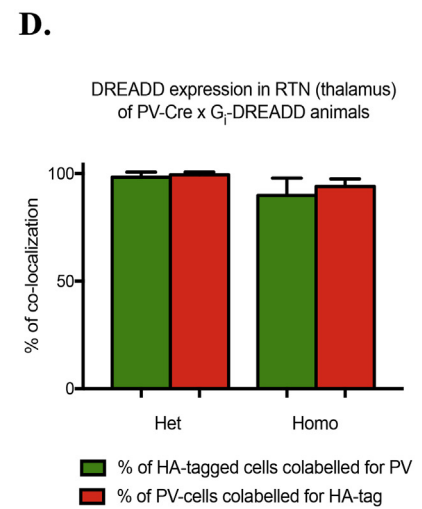 D.
DREADD expression in RTN (thalamus)
of PV-Cre x Gi-DREADD animals
% of co-localization
100
50
0
Het Homo
% of HA-tagged cells colabelled for PV
% of PV-cells colabelled for HA-tag